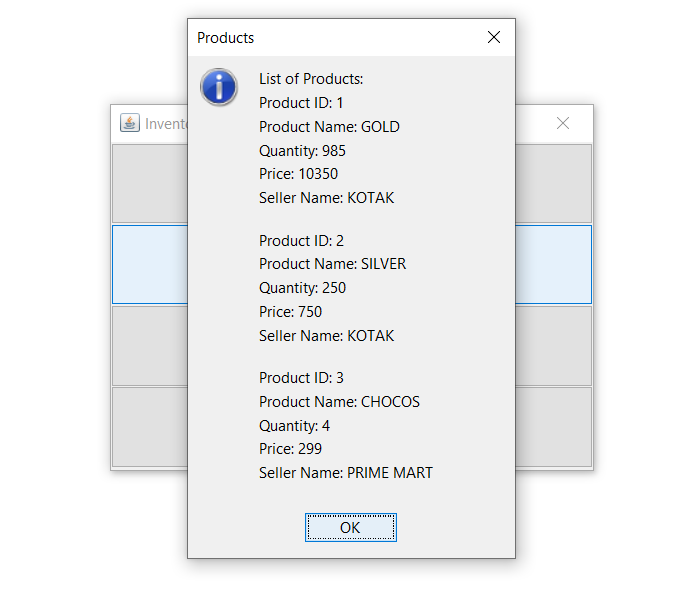 Products
Invento
List of Products:
Product ID: 1
Product Name: GOLD
Quantity: 985
Price: 10350
Seller Name: KOTAK
Product ID: 2
Product Name: SILVER
Quantity: 250
Price: 750
Seller Name: KOTAK
Product ID: 3
Product Name: CHOCOS
Quantity: 4
Price: 299
Seller Name: PRIME MART
OK